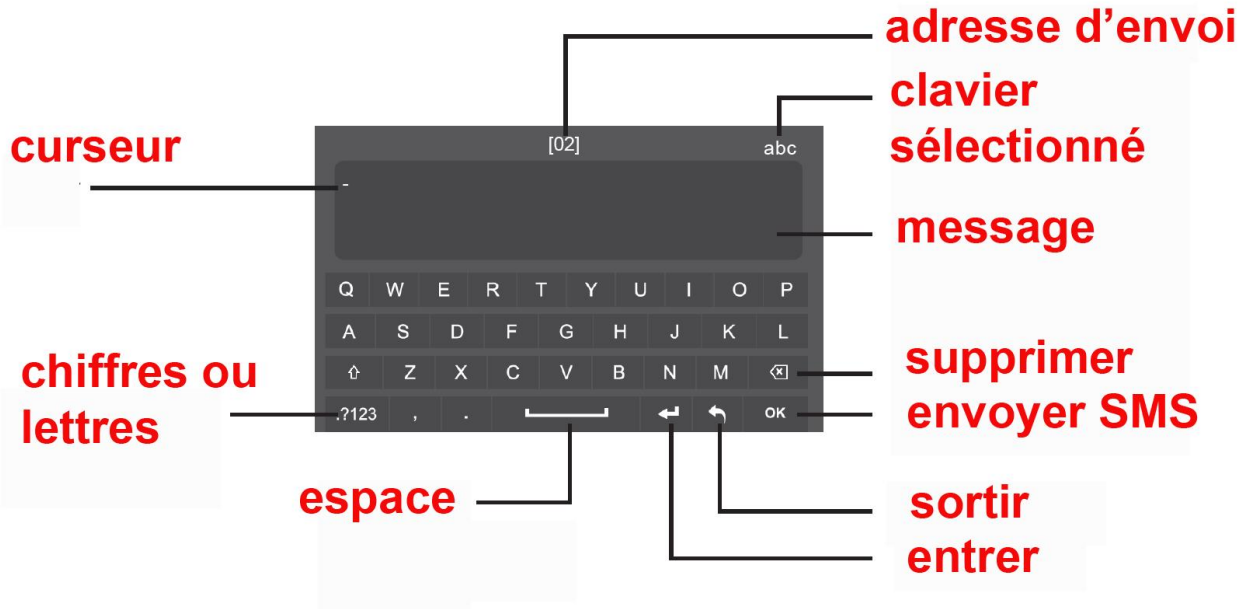 adresse d’envoi
clavier
sélectionné
curseur
[02]
abc
-
message
Q W E R T Y U I O P
A S D F G H J K L
Z X C V B N M
.?123 , . OK
chiffres ou
lettres
supprimer
envoyer SMS
espace
sortir
entrer